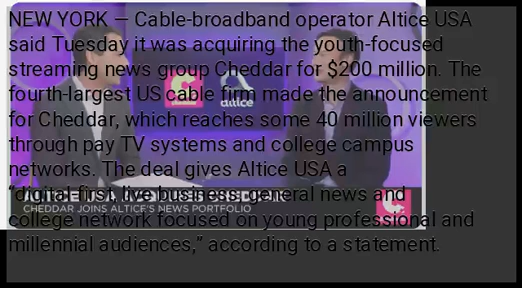 NEW YORK — Cable-broadband operator Altice USA
said Tuesday it was acquiring the youth-focused
streaming news group Cheddar for $200 million. The
fourth-largest US cable firm made the announcement
for Cheddar, which reaches some 40 million viewers
through pay TV systems and college campus
networks. The deal gives Altice USA a
“digital-first, live business, general news and
college network focused on young professional and
millennial audiences,” according to a statement.
altice
CHEDDAR JOINS ALTICE'S NEWS PORTFOLIO